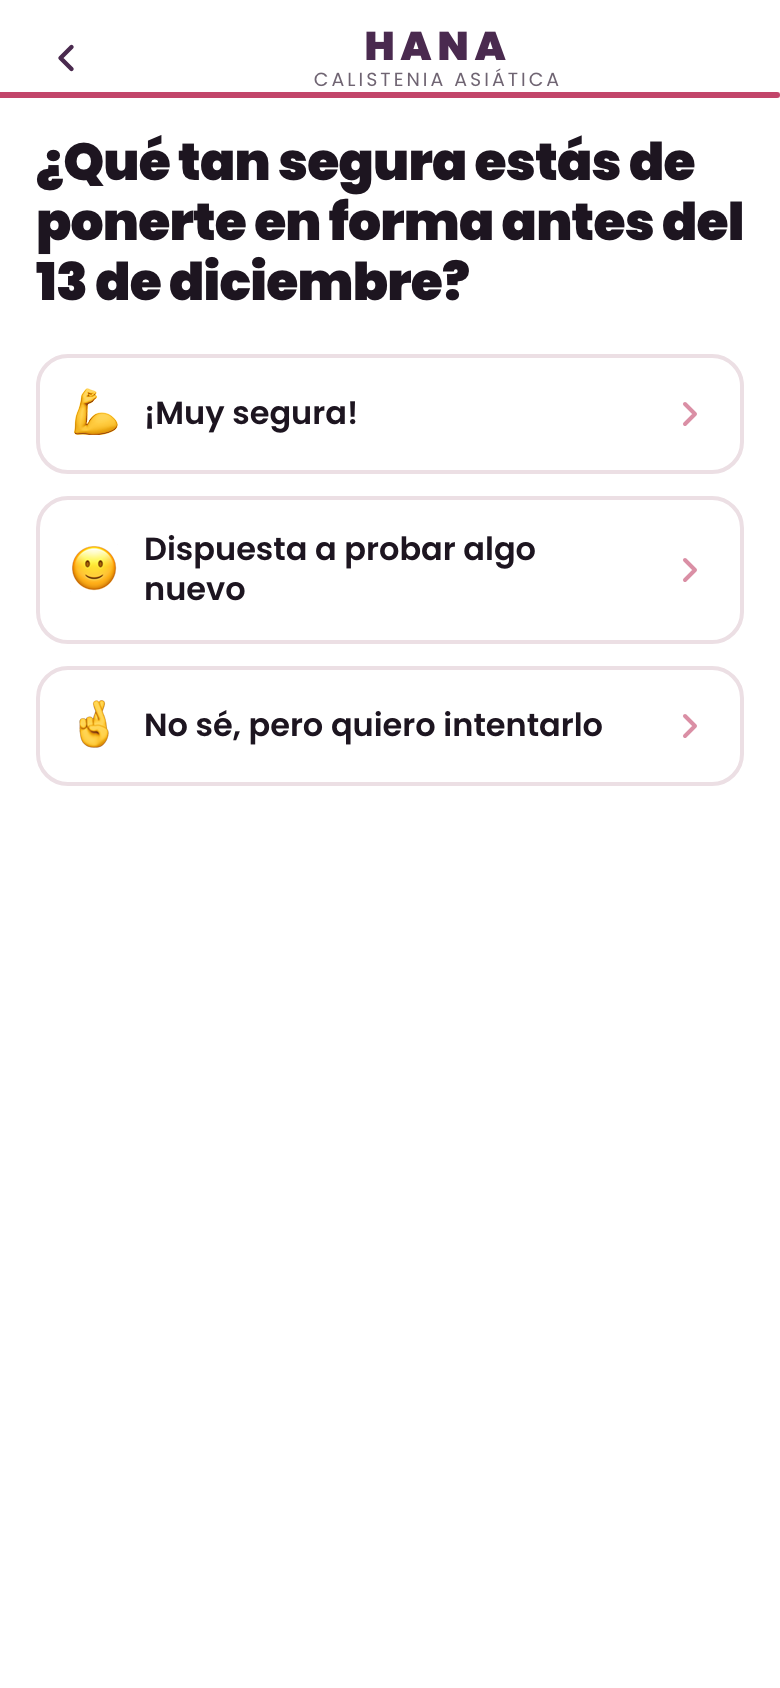 HANA
CALISTENIA ASIÁTICA
¿Qué tan segura estás de
ponerte en forma antes del
13 de diciembre?
¡Muy segura!
Dispuesta a probar algo
nuevo
No sé, pero quiero intentarlo